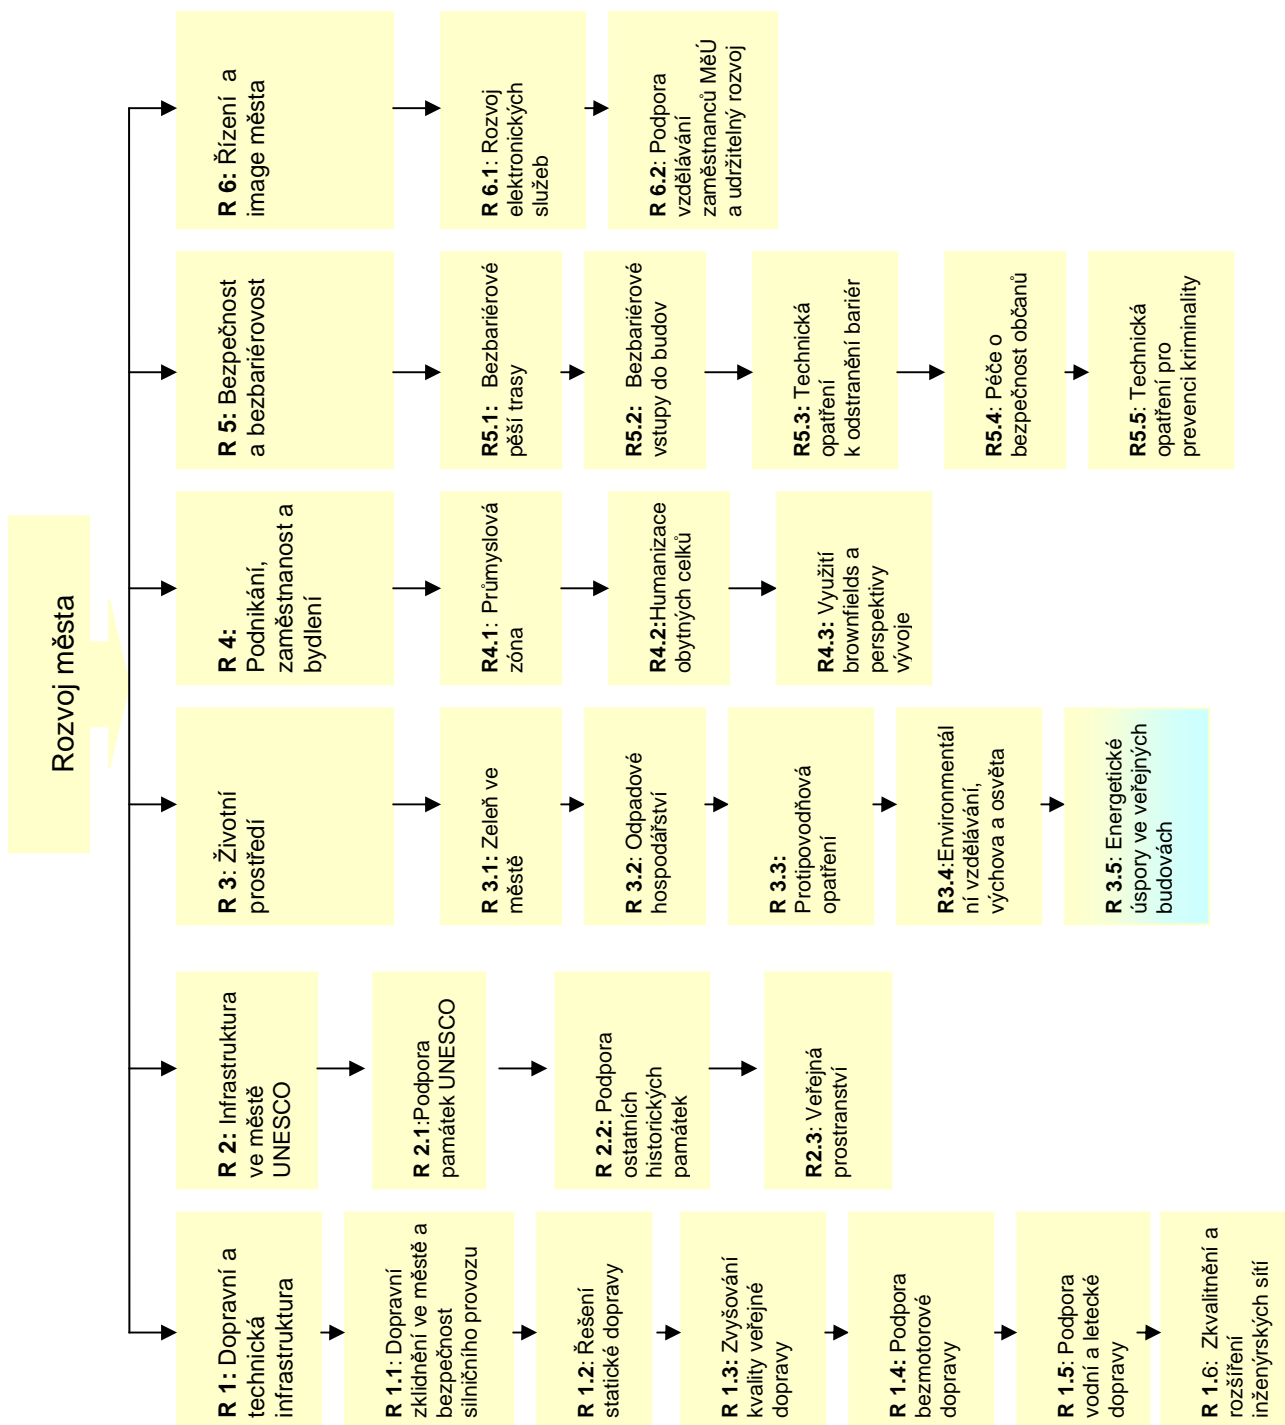 Rozvoj města
R 1: Dopravní a
technická
infrastruktura
R 1.1: Dopravní
zklidnění ve městě a
bezpečnost
silničního provozu
R 1.2: Řešení
statické dopravy
R 1.3: Zvyšování
kvality veřejné
dopravy
R 1.4: Podpora
bezmotorové
dopravy
R 1.5: Podpora
vodní a letecké
dopravy
R 1.6: Zkvalitnění a
rozšíření
inženýrských sítí
R 2: Infrastruktura
ve městě
UNESCO
R 2.1:Podpora
památek UNESCO
R 2.2: Podpora
ostatních
historických
památek
R2.3: Veřejná
prostranství
R 3: Životní
prostředí
R 3.1: Zeleň ve
městě
R 3.2: Odpadové
hospodářství
R 3.3:
Protipovodňová
opatření
R3.4:Environmentál
ní vzdělávání,
výchova a osvěta
R 3.5: Energetické
úspory ve veřejných
budovách
R 4:
Podnikání,
zaměstnanost a
bydlení
R4.1: Průmyslová
zóna
R4.2:Humanizace
obytných celků
R4.3: Využití
brownfields a
perspektivy
vývoje
R 5: Bezpečnost
a bezbariérovost
R5.1: Bezbariérové
pěší trasy
R5.2: Bezbariérové
vstupy do budov
R5.3: Technická
opatření
k odstranění bariér
R5.4: Péče o
bezpečnost občanů
R5.5: Technická
opatření pro
prevenci kriminality
R 6: Řízení a
image města
R 6.1: Rozvoj
elektronických
služeb
R 6.2: Podpora
vzdělávání
zaměstnanců MěÚ
a udržitelný rozvoj